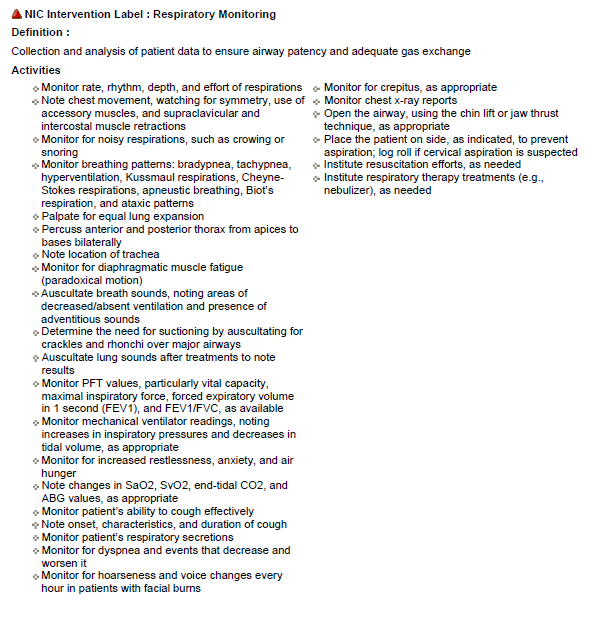 NIC Intervention Label : Respiratory Monitoring
Definition :
Collection and analysis of patient data to ensure airway patency and adequate gas exchange
Activities
Monitor rate, rhythm, depth, and effort of respirations
Note chest movement, watching for symmetry, use of
accessory muscles, and supraclavicular and
intercostal muscle retractions
Monitor for noisy respirations, such as crowing or
snoring
Monitor breathing patterns: bradypnea, tachypnea,
hyperventilation, Kussmaul respirations, Cheyne-
Stokes respirations, apneustic breathing, Biot's
respiration, and ataxic patterns
Palpate for equal lung expansion
Percuss anterior and posterior thorax from apices to
bases bilaterally
Note location of trachea
Monitor for diaphragmatic muscle fatigue
(paradoxical motion)
Auscultate breath sounds, noting areas of
decreased/absent ventilation and presence of
adventitious sounds
Determine the need for suctioning by auscultating for
crackles and rhonchi over major airways
Auscultate lung sounds after treatments to note
results
Monitor PFT values, particularly vital capacity,
maximal inspiratory force, forced expiratory volume
in 1 second (FEV1), and FEV1/FVC, as available
Monitor mechanical ventilator readings, noting
increases in inspiratory pressures and decreases in
tidal volume, as appropriate
Monitor for increased restlessness, anxiety, and air
hunger
Note changes in SaO2, SvO2, end-tidal CO2, and
ABG values, as appropriate
Monitor patient's ability to cough effectively
Note onset, characteristics, and duration of cough
Monitor patient's respiratory secretions
Monitor for dyspnea and events that decrease and
worsen it
Monitor for hoarseness and voice changes every
hour in patients with facial burns
Monitor for crepitus, as appropriate
Monitor chest x-ray reports
Open the airway, using the chin lift or jaw thrust
technique, as appropriate
Place the patient on side, as indicated, to prevent
aspiration; log roll if cervical aspiration is suspected
Institute resuscitation efforts, as needed
Institute respiratory therapy treatments (e.g.,
nebulizer), as needed